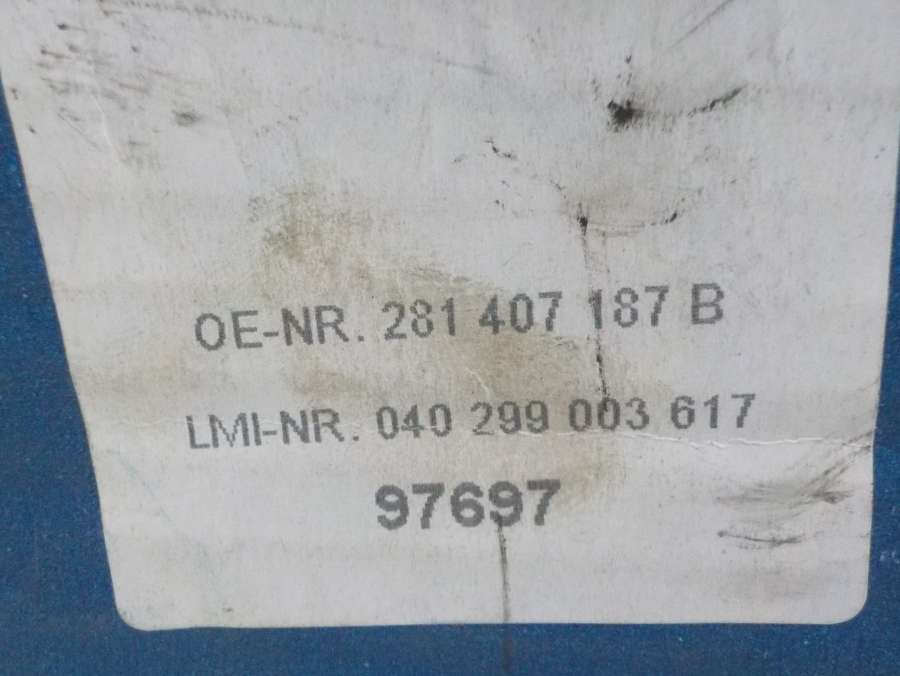 OE-NR. 281 407 187 B
LMI-NR. 040 299 003 617
97697